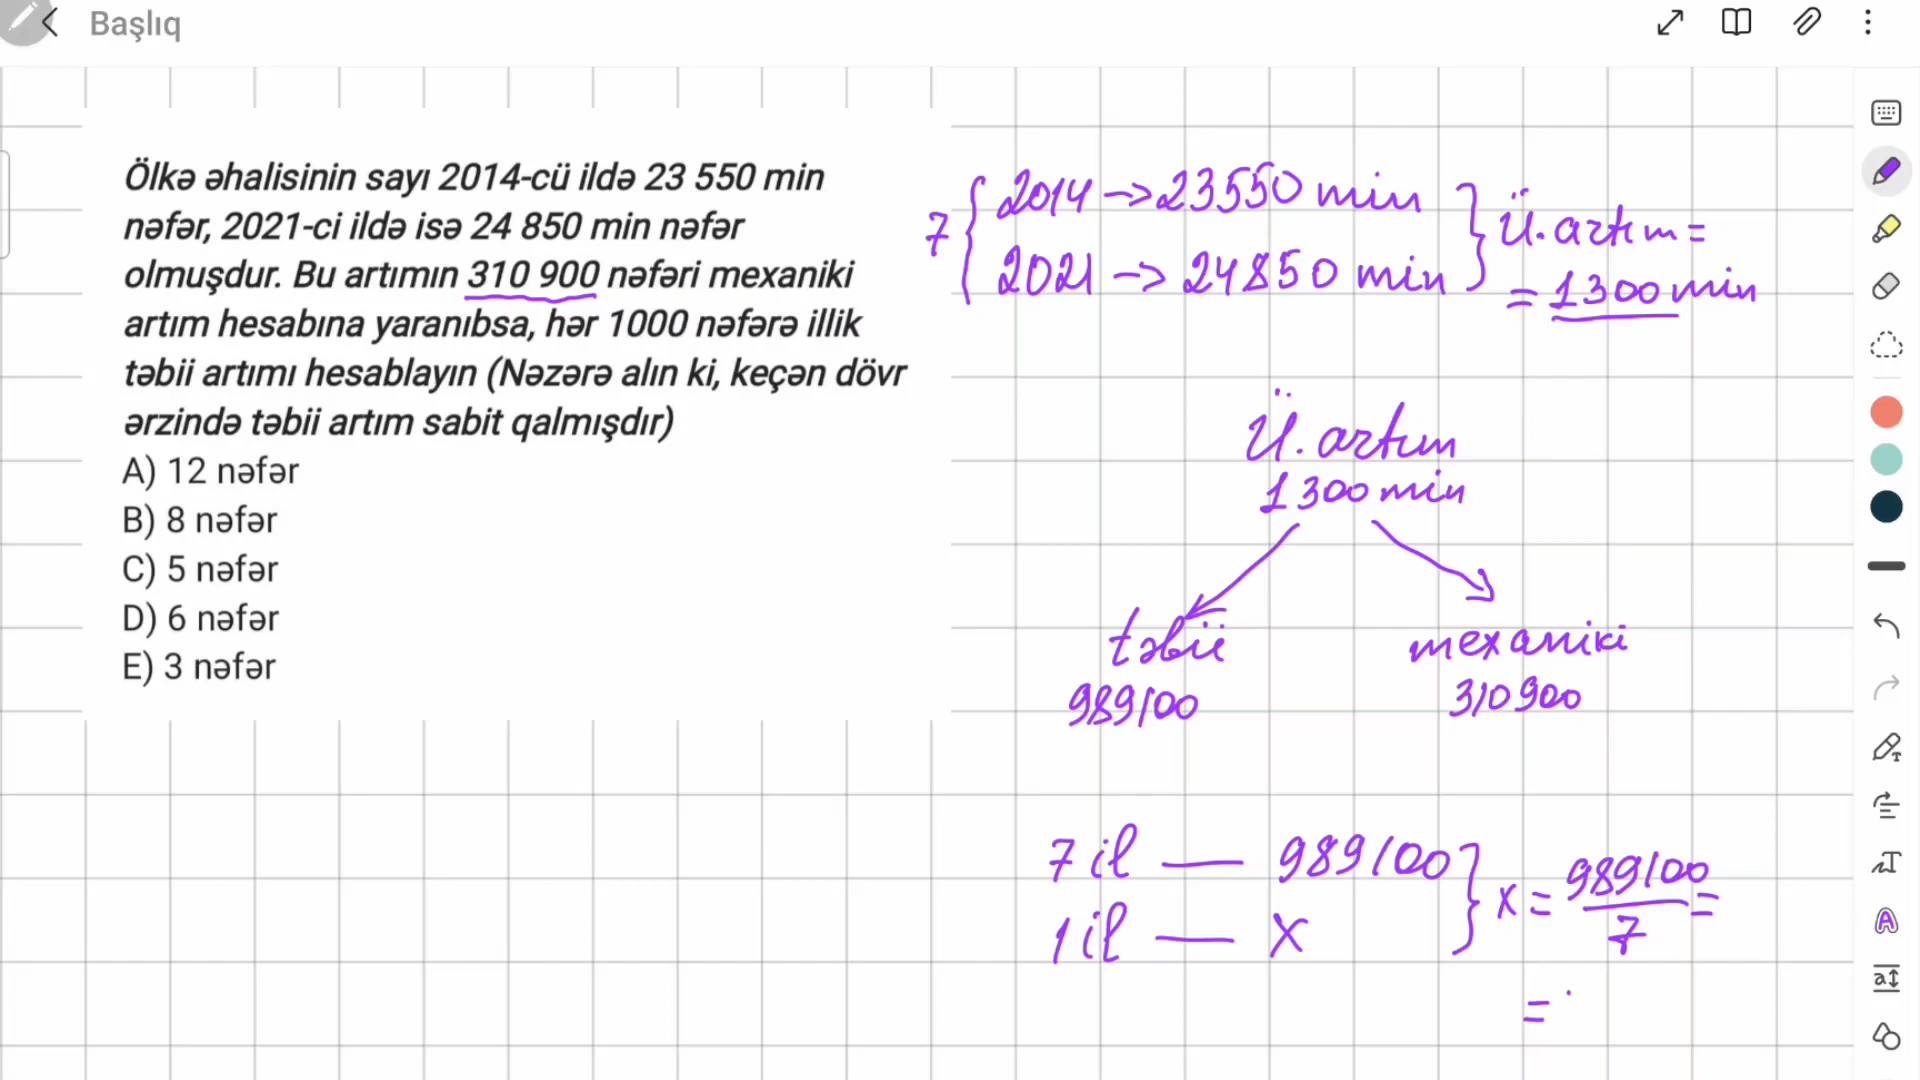 Başlıq
Ölkə əhalisinin sayı 2014-cü ildə 23 550 min
nəfər, 2021-ci ildə isə 24 850 min nəfər
olmuşdur. Bu artımın 310 900 nəfəri mexaniki
artım hesabına yaranıbsa, hər 1000 nəfərə illik
təbii artımı hesablayın (Nəzərə alın ki, keçən dövr
ərzində təbii artım sabit qalmışdır)
A) 12 nəfər
B) 8 nəfər
C) 5 nəfər
D) 6 nəfər
E) 3 nəfər
7 { 2014 → 23550 min } Ü. artım =
2021 → 24850 min = 1300 min
Ü. artım
1300 min
təbii mexaniki
989100 310900
7 il — 989100 } x = 989100/7 =
1 il — x
=